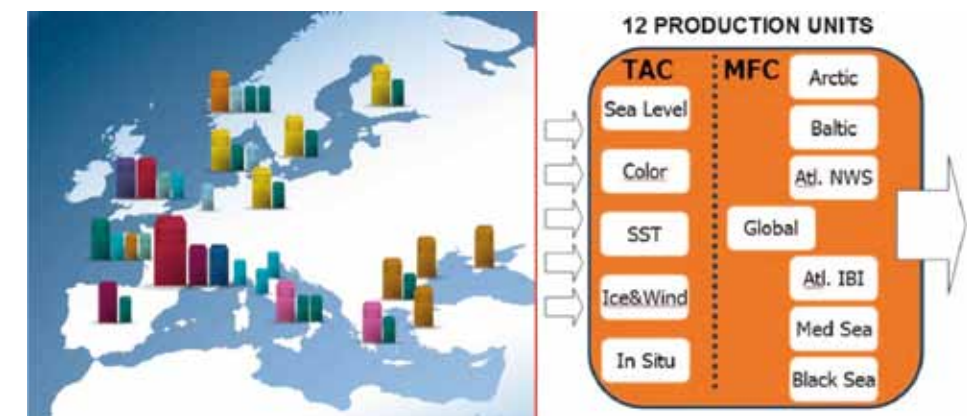 12 PRODUCTION UNITS
TAC
MFC
Sea Level
Color
SST
Ice&Wind
In Situ
Arctic
Baltic
Atl. NWS
Global
Atl. IBI
Med Sea
Black Sea